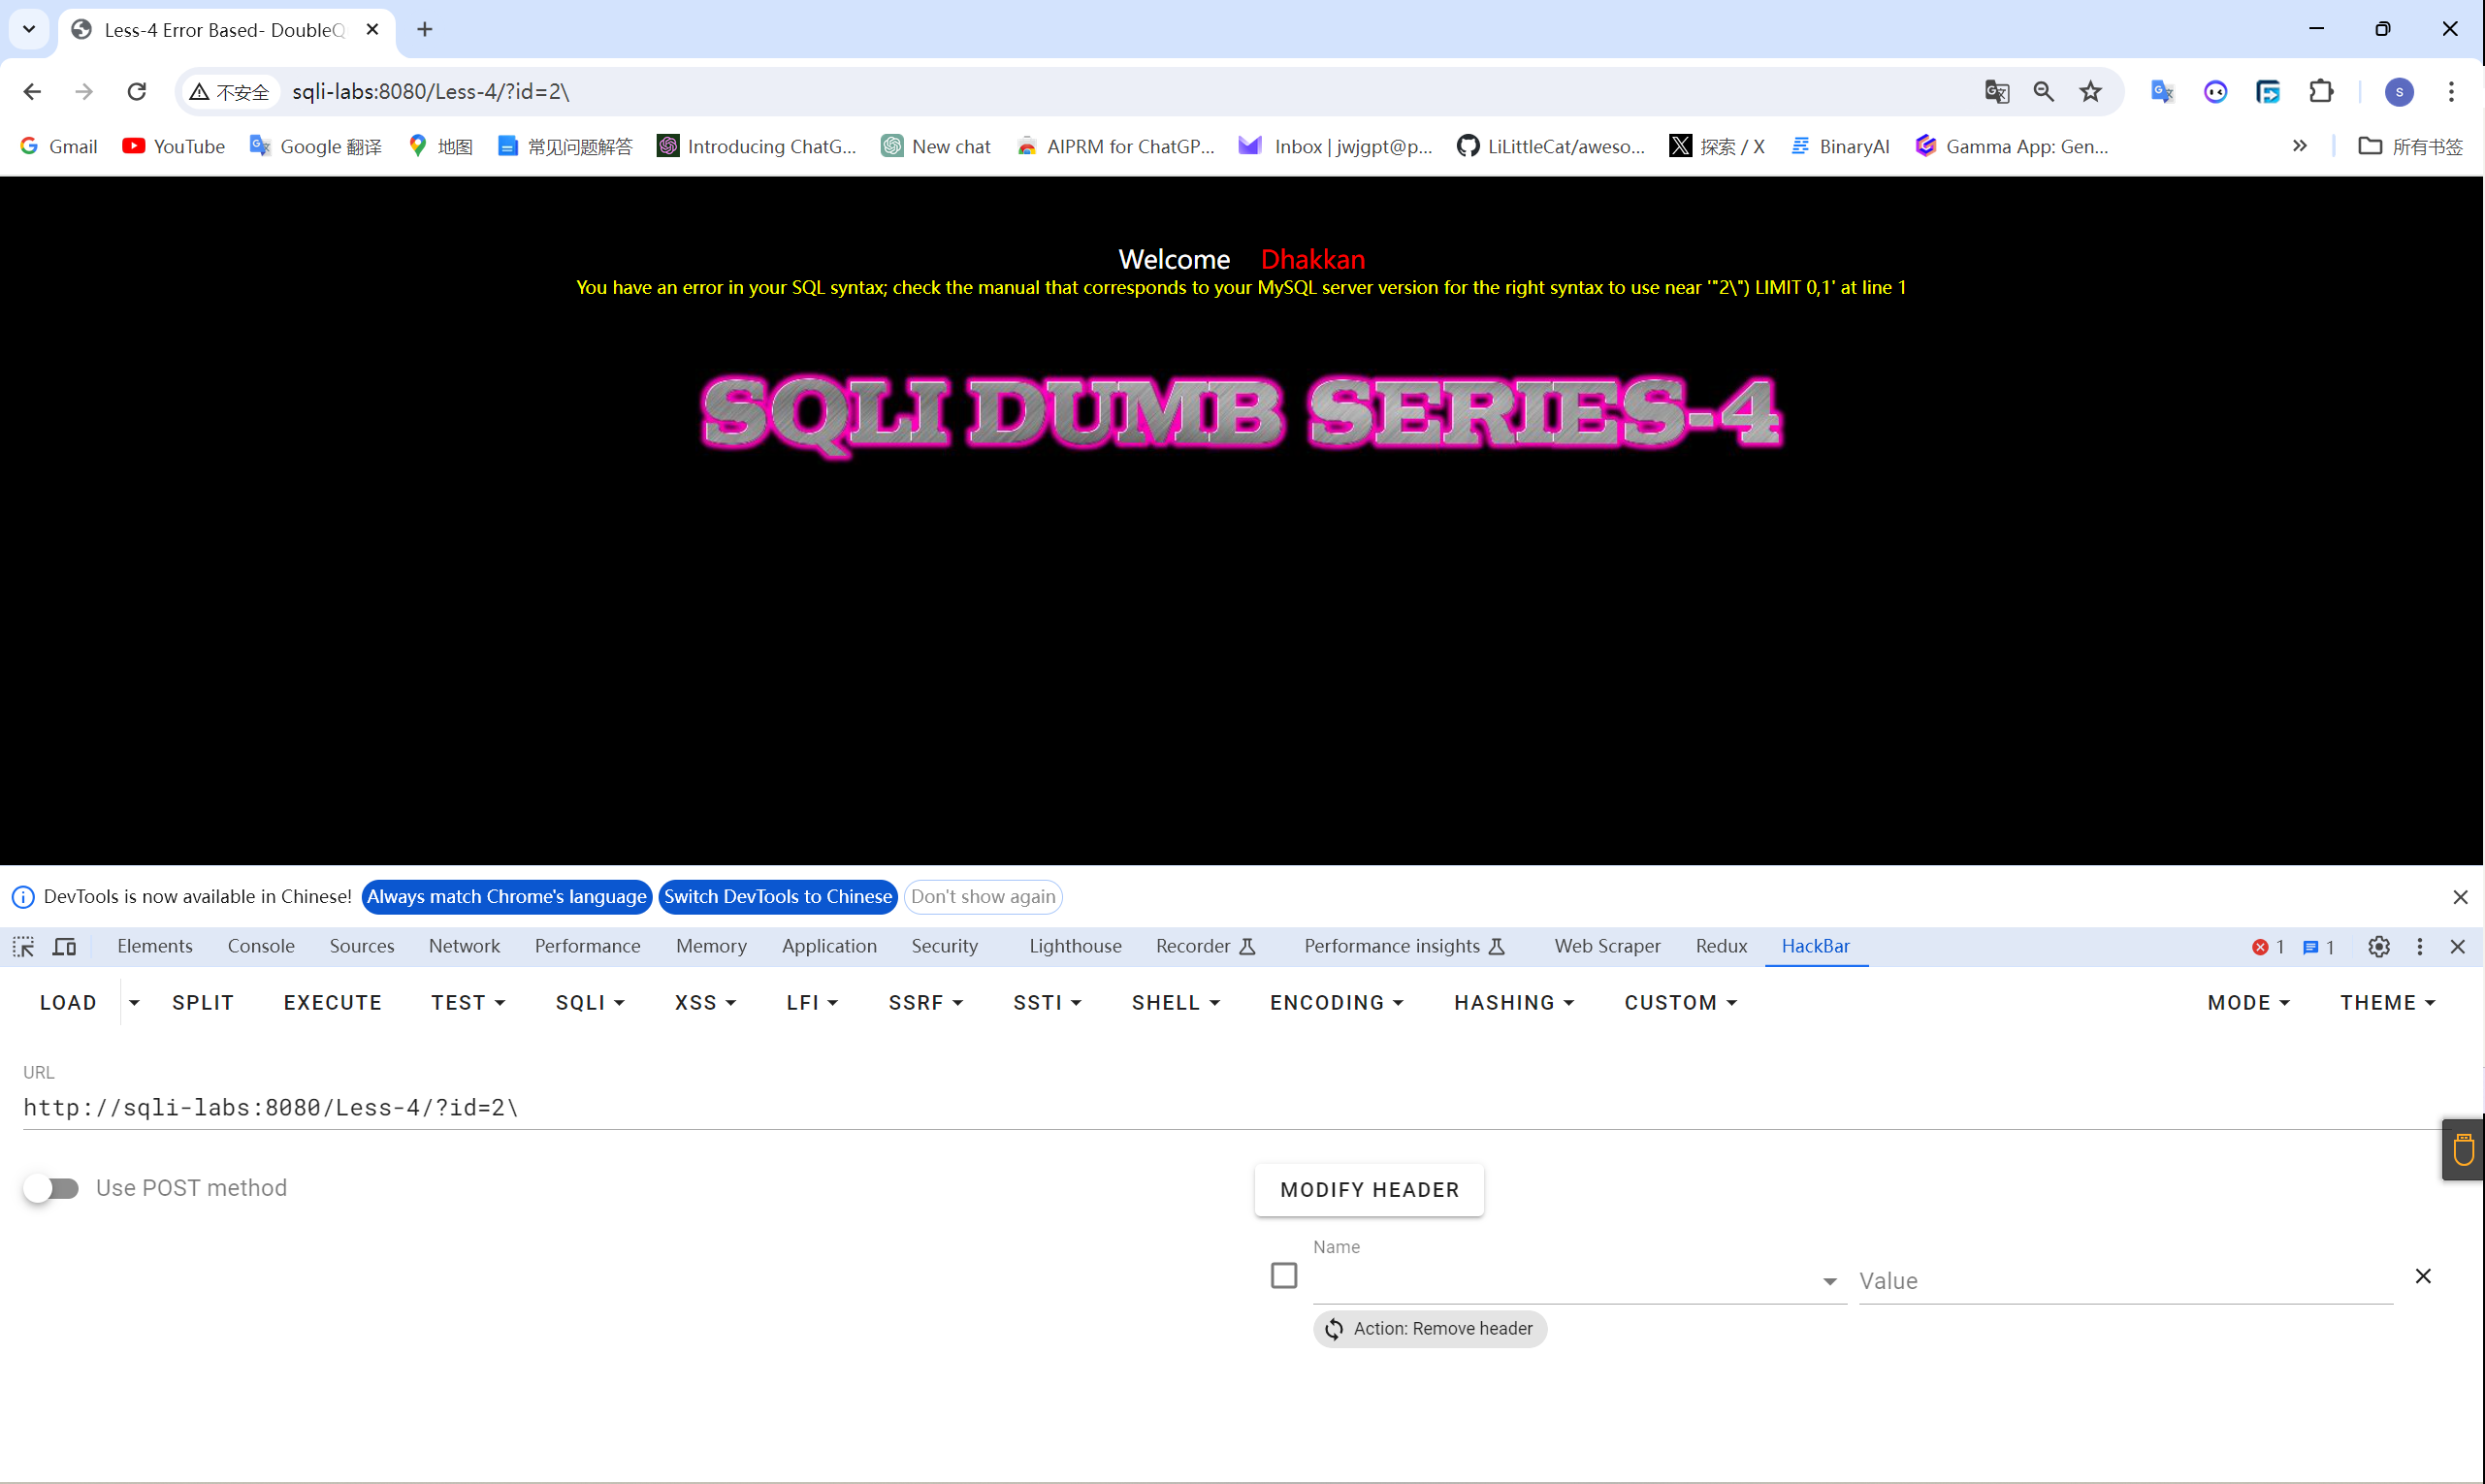 Less-4 Error Based- DoubleQ
不安全 sqli-labs:8080/Less-4/?id=2\
S
Gmail YouTube Google 翻译 地图 常见问题解答 Introducing ChatG... New chat AIPRM for ChatGP... Inbox | jwjgpt@p... LiLittleCat/aweso... 探索 / X BinaryAI Gamma App: Gen... » 所有书签
Welcome Dhakkan
You have an error in your SQL syntax; check the manual that corresponds to your MySQL server version for the right syntax to use near '"2\") LIMIT 0,1' at line 1
SQLI DUMB SERIES-4
DevTools is now available in Chinese! Always match Chrome's language Switch DevTools to Chinese Don't show again
Elements Console Sources Network Performance Memory Application Security Lighthouse Recorder Performance insights Web Scraper Redux HackBar 1 1
LOAD SPLIT EXECUTE TEST SQLI XSS LFI SSRF SSTI SHELL ENCODING HASHING CUSTOM MODE THEME
URL
http://sqli-labs:8080/Less-4/?id=2\
Use POST method
MODIFY HEADER
Name
Value
Action: Remove header